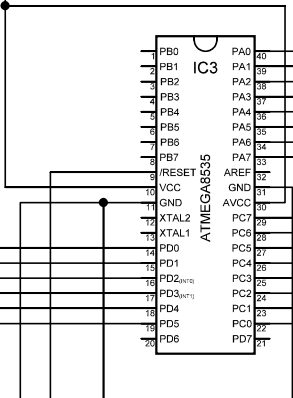 IC3
ATMEGA8535
PB0 1 40 PA0
PB1 2 39 PA1
PB2 3 38 PA2
PB3 4 37 PA3
PB4 5 36 PA4
PB5 6 35 PA5
PB6 7 34 PA6
PB7 8 33 PA7
/RESET 9 32 AREF
VCC 10 31 GND
GND 11 30 AVCC
XTAL2 12 29 PC7
XTAL1 13 28 PC6
PD0 14 27 PC5
PD1 15 26 PC4
PD2(INT0) 16 25 PC3
PD3(INT1) 17 24 PC2
PD4 18 23 PC1
PD5 19 22 PC0
PD6 20 21 PD7